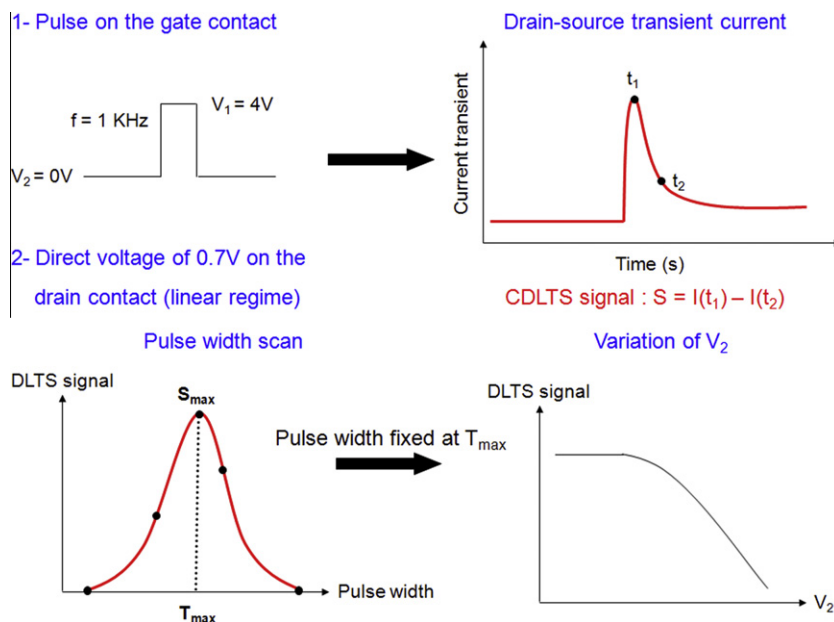 1- Pulse on the gate contact
V1 = 4V
f = 1 KHz
V2 = 0V
Drain-source transient current
Current transient
t1
t2
Time (s)
2- Direct voltage of 0.7V on the
drain contact (linear regime)
CDLTS signal : S = I(t1) – I(t2)
Pulse width scan
DLTS signal
Smax
Pulse width
Tmax
Pulse width fixed at Tmax
Variation of V2
DLTS signal
V2